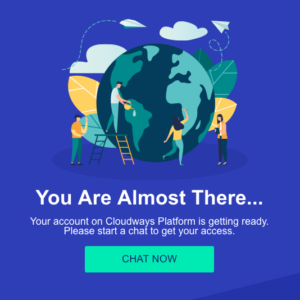 You Are Almost There...
Your account on Cloudways Platform is getting ready.
Please start a chat to get your access.
CHAT NOW